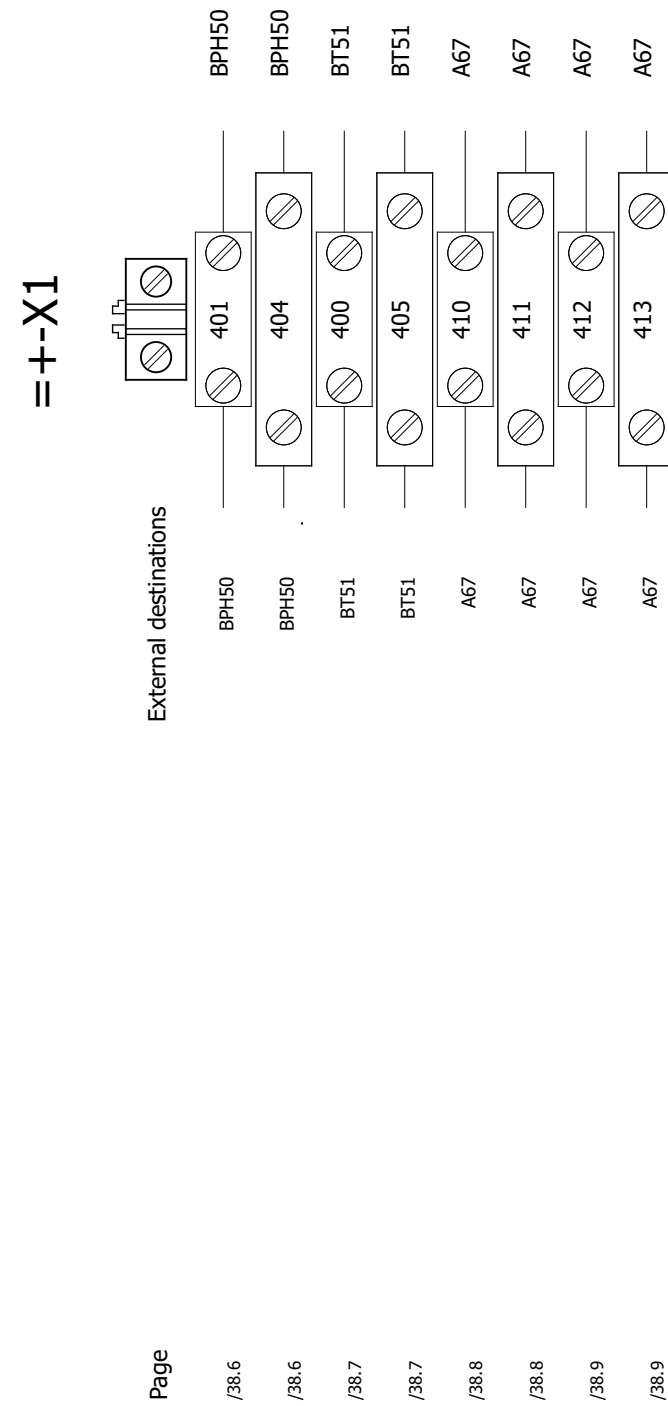 =+-X1
Page External destinations
/38.6 BPH50 401 BPH50
/38.6 BPH50 404 BPH50
/38.7 BT51 400 BT51
/38.7 BT51 405 BT51
/38.8 A67 410 A67
/38.8 A67 411 A67
/38.9 A67 412 A67
/38.9 A67 413 A67